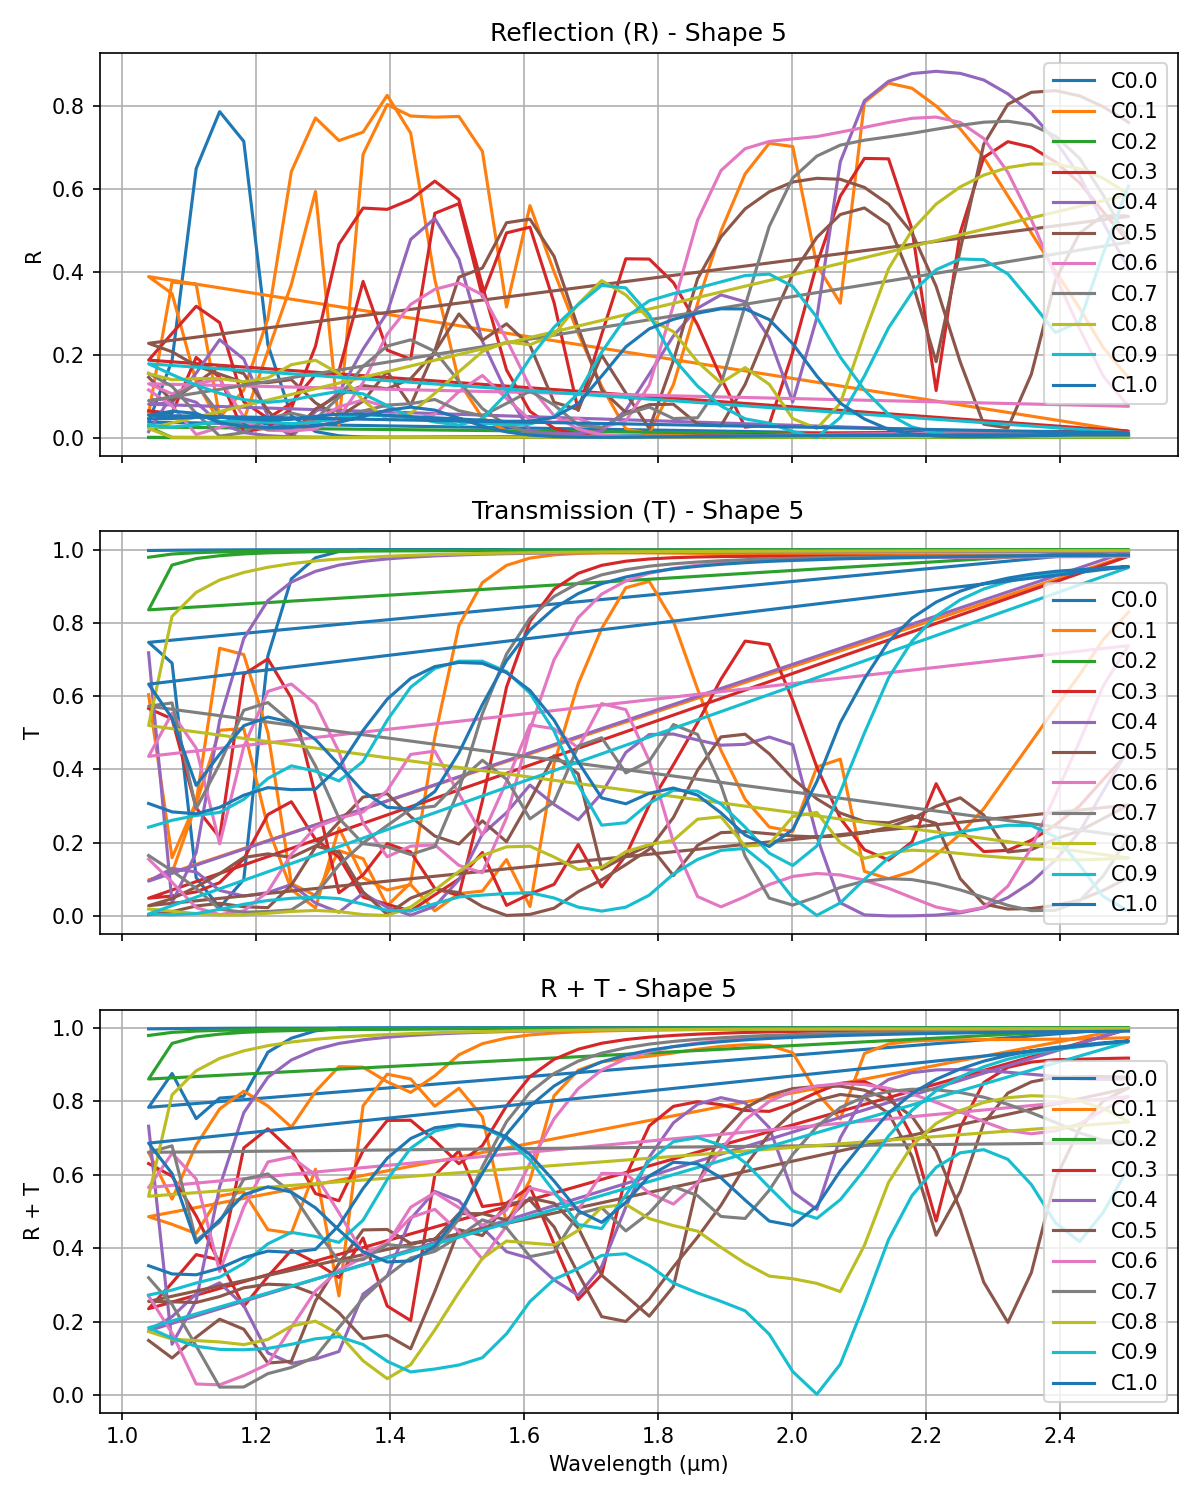 Reflection (R) - Shape 5
R
0.8
0.6
0.4
0.2
0.0
C0.0
C0.1
C0.2
C0.3
C0.4
C0.5
C0.6
C0.7
C0.8
C0.9
C1.0
Transmission (T) - Shape 5
T
1.0
0.8
0.6
0.4
0.2
0.0
C0.0
C0.1
C0.2
C0.3
C0.4
C0.5
C0.6
C0.7
C0.8
C0.9
C1.0
R + T - Shape 5
R + T
1.0
0.8
0.6
0.4
0.2
0.0
C0.0
C0.1
C0.2
C0.3
C0.4
C0.5
C0.6
C0.7
C0.8
C0.9
C1.0
1.0 1.2 1.4 1.6 1.8 2.0 2.2 2.4
Wavelength (μm)